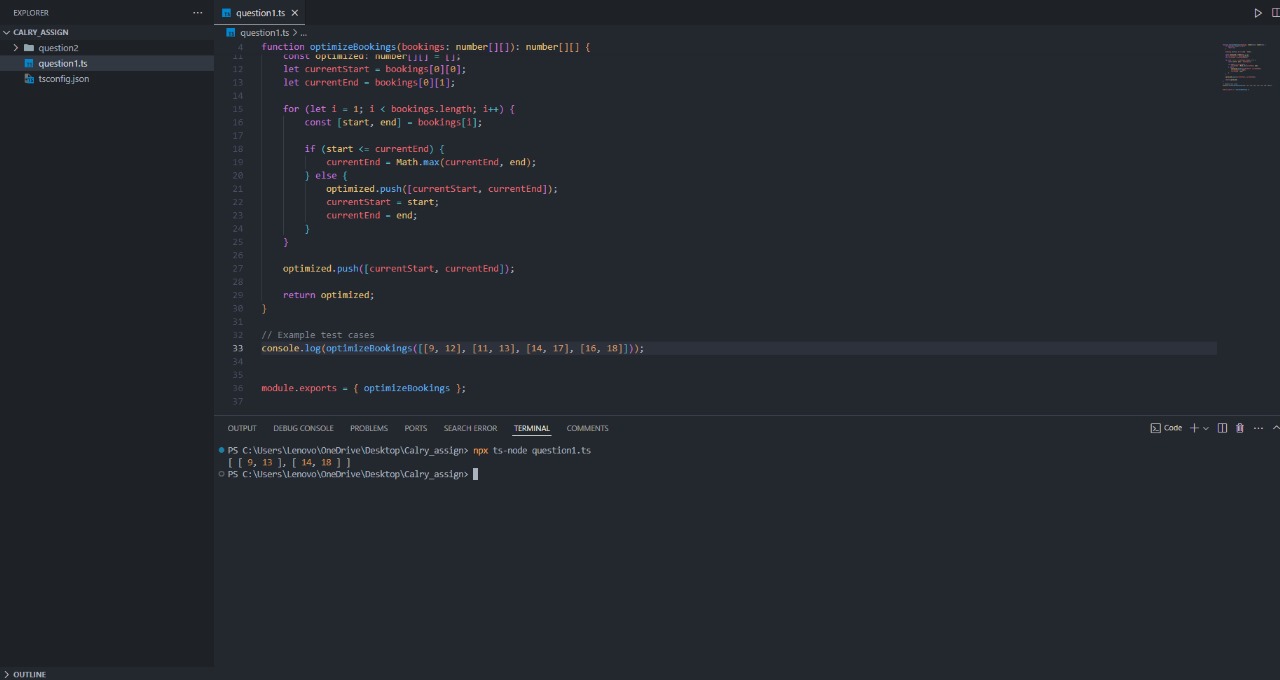 EXPLORER
···
question1.ts
CALRY_ASSIGN
question1.ts > ...
question2
question1.ts
tsconfig.json
4 function optimizeBookings(bookings: number[][]): number[][] {
11 const optimized: number[][] = [];
12 let currentStart = bookings[0][0];
13 let currentEnd = bookings[0][1];
14
15 for (let i = 1; i < bookings.length; i++) {
16 const [start, end] = bookings[i];
17
18 if (start <= currentEnd) {
19 currentEnd = Math.max(currentEnd, end);
20 } else {
21 optimized.push([currentStart, currentEnd]);
22 currentStart = start;
23 currentEnd = end;
24 }
25 }
26
27 optimized.push([currentStart, currentEnd]);
28
29 return optimized;
30 }
31
32 // Example test cases
33 console.log(optimizeBookings([[9, 12], [11, 13], [14, 17], [16, 18]]));
34
35
36 module.exports = { optimizeBookings };
37
OUTPUT DEBUG CONSOLE PROBLEMS PORTS SEARCH ERROR TERMINAL COMMENTS
Code
PS C:\Users\Lenovo\OneDrive\Desktop\Calry_assign> npx ts-node question1.ts
[ [ 9, 13 ], [ 14, 18 ] ]
PS C:\Users\Lenovo\OneDrive\Desktop\Calry_assign>
OUTLINE